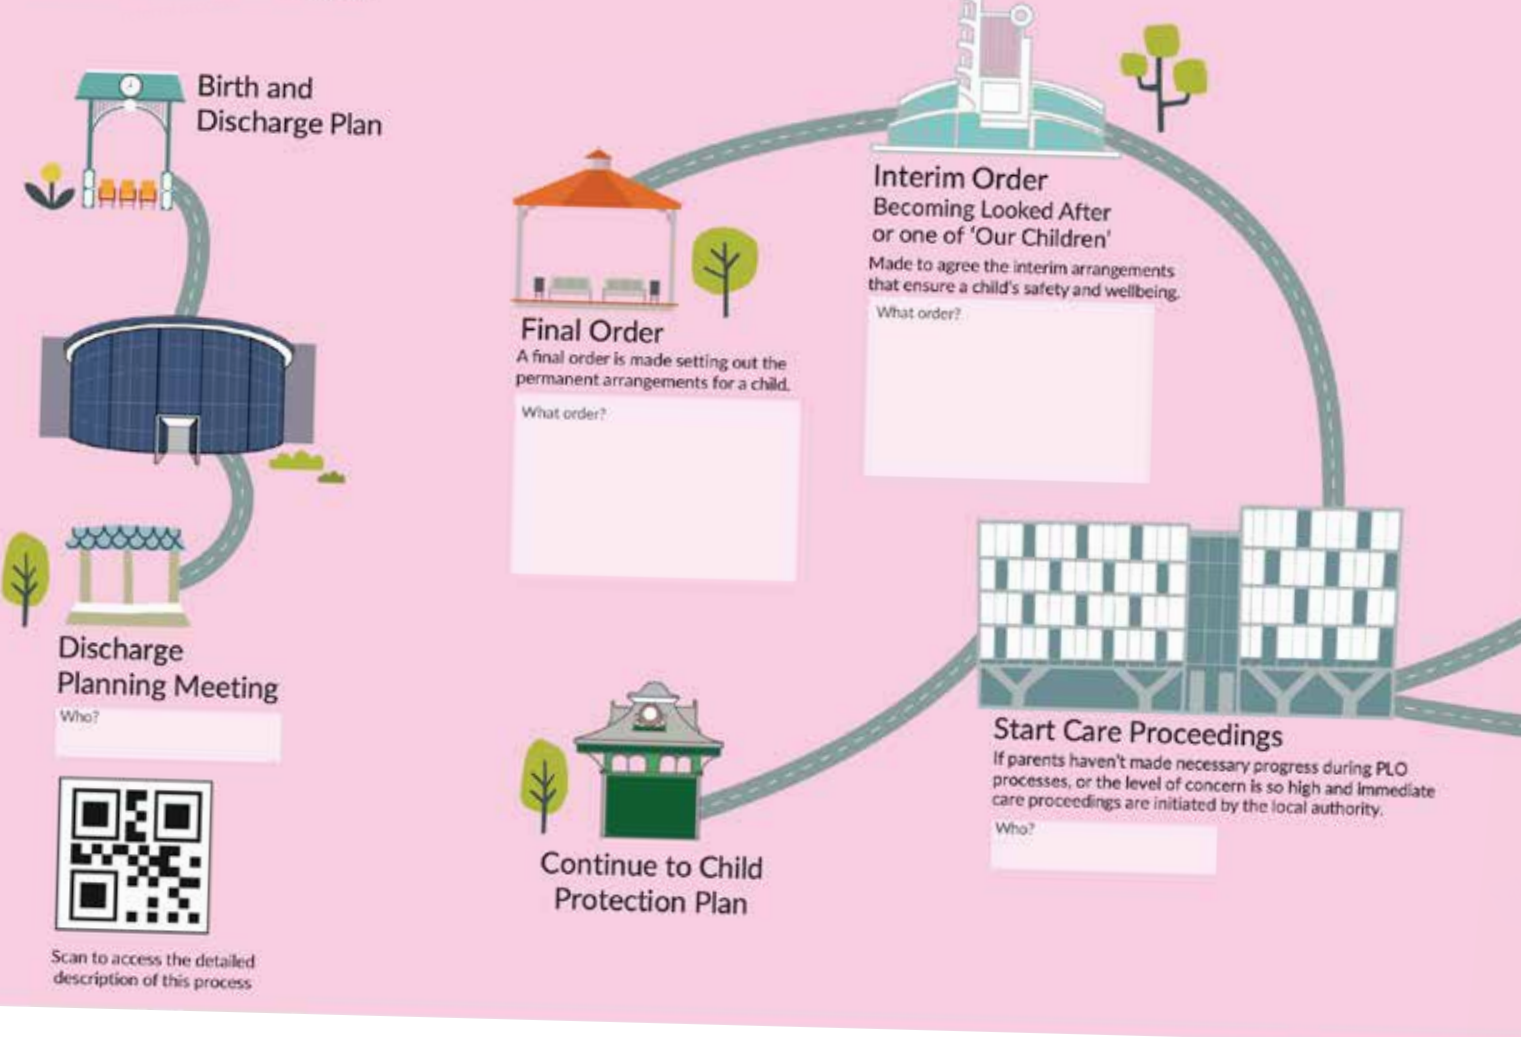 Birth and
Discharge Plan
Discharge
Planning Meeting
Who?
Scan to access the detailed
description of this process
Final Order
A final order is made setting out the
permanent arrangements for a child.
What order?
Interim Order
Becoming Looked After
or one of ‘Our Children’
Made to agree the interim arrangements
that ensure a child's safety and wellbeing.
What order?
Continue to Child
Protection Plan
Start Care Proceedings
If parents haven't made necessary progress during PLO
processes, or the level of concern is so high and immediate
care proceedings are initiated by the local authority.
Who?